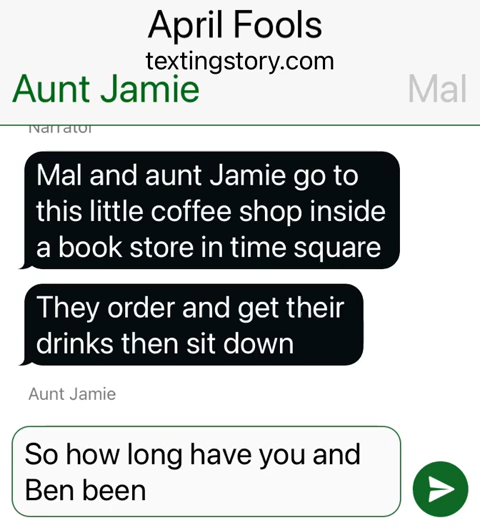 April Fools
textingstory.com
Aunt Jamie
Mal
Narrator
Mal and aunt Jamie go to
this little coffee shop inside
a book store in time square
They order and get their
drinks then sit down
Aunt Jamie
So how long have you and
Ben been